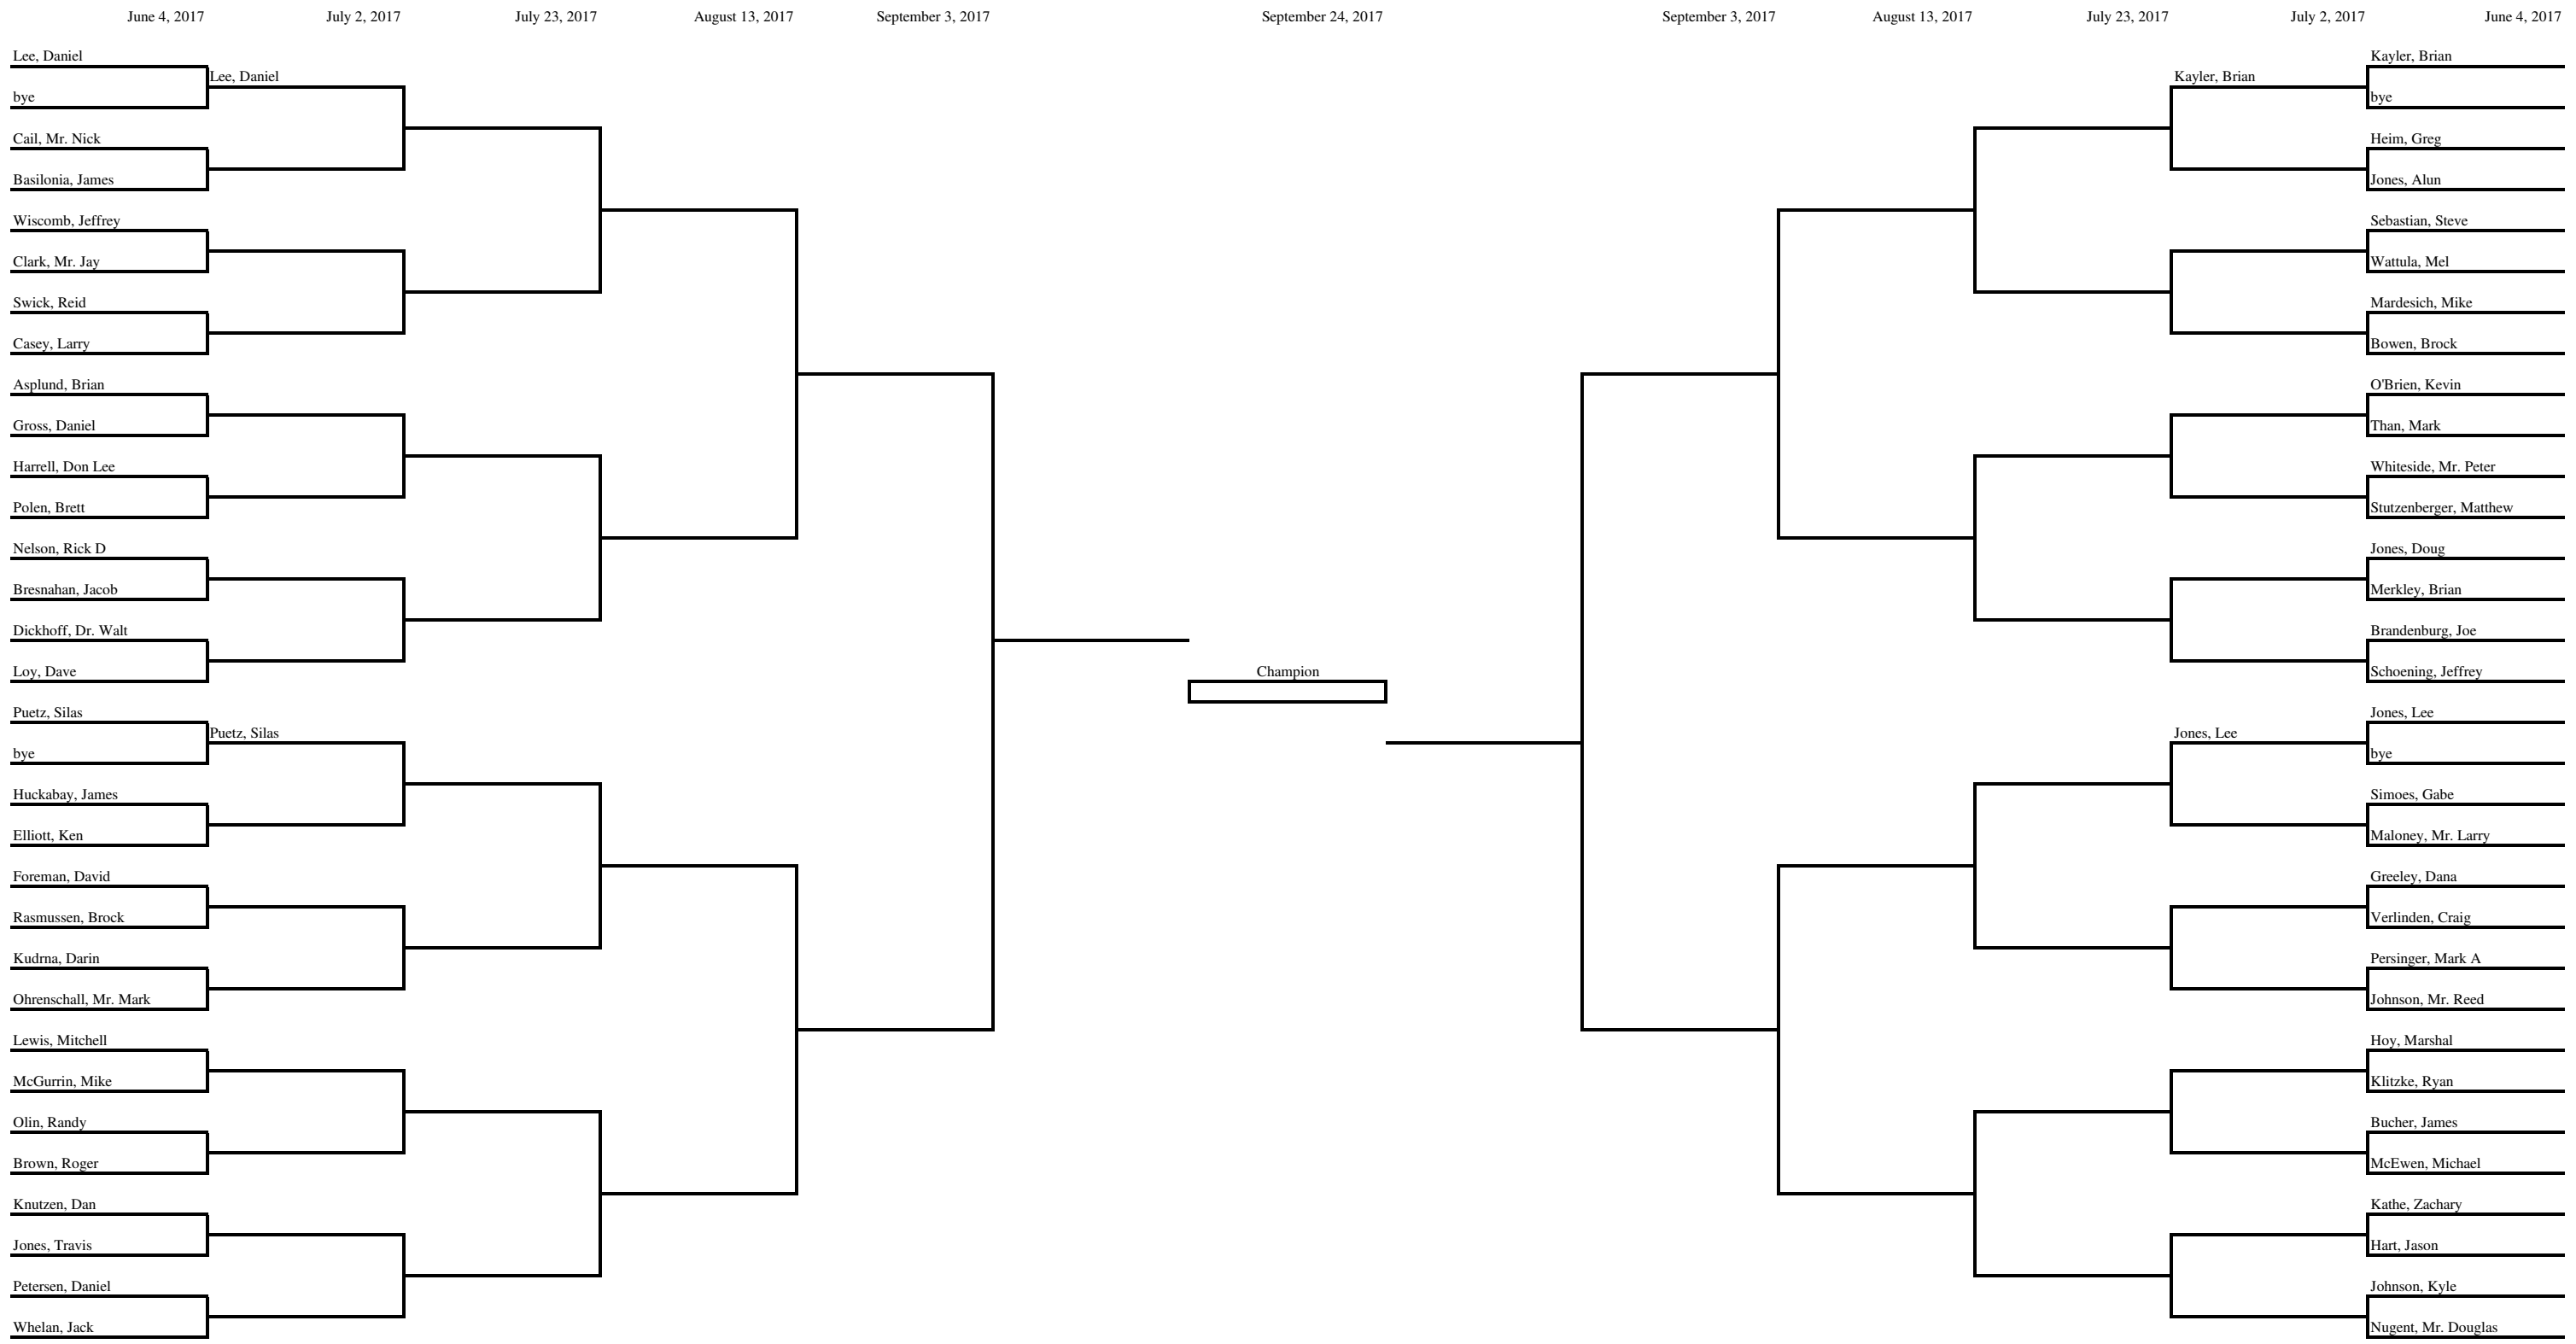 June 4, 2017 July 2, 2017 July 23, 2017 August 13, 2017 September 3, 2017 September 24, 2017 September 3, 2017 August 13, 2017 July 23, 2017 July 2, 2017 June 4, 2017
Lee, Daniel
Lee, Daniel
bye
Cail, Mr. Nick
Basilonia, James
Wiscomb, Jeffrey
Clark, Mr. Jay
Swick, Reid
Casey, Larry
Asplund, Brian
Gross, Daniel
Harrell, Don Lee
Polen, Brett
Nelson, Rick D
Bresnahan, Jacob
Dickhoff, Dr. Walt
Loy, Dave
Puetz, Silas
Puetz, Silas
bye
Huckabay, James
Elliott, Ken
Foreman, David
Rasmussen, Brock
Kudrna, Darin
Ohrenschall, Mr. Mark
Lewis, Mitchell
McGurrin, Mike
Olin, Randy
Brown, Roger
Knutzen, Dan
Jones, Travis
Petersen, Daniel
Whelan, Jack
Champion
Kayler, Brian
Kayler, Brian
bye
Heim, Greg
Jones, Alun
Sebastian, Steve
Wattula, Mel
Mardesich, Mike
Bowen, Brock
O'Brien, Kevin
Than, Mark
Whiteside, Mr. Peter
Stutzenberger, Matthew
Jones, Doug
Merkley, Brian
Brandenburg, Joe
Schoening, Jeffrey
Jones, Lee
Jones, Lee
bye
Simoes, Gabe
Maloney, Mr. Larry
Greeley, Dana
Verlinden, Craig
Persinger, Mark A
Johnson, Mr. Reed
Hoy, Marshal
Klitzke, Ryan
Bucher, James
McEwen, Michael
Kathe, Zachary
Hart, Jason
Johnson, Kyle
Nugent, Mr. Douglas